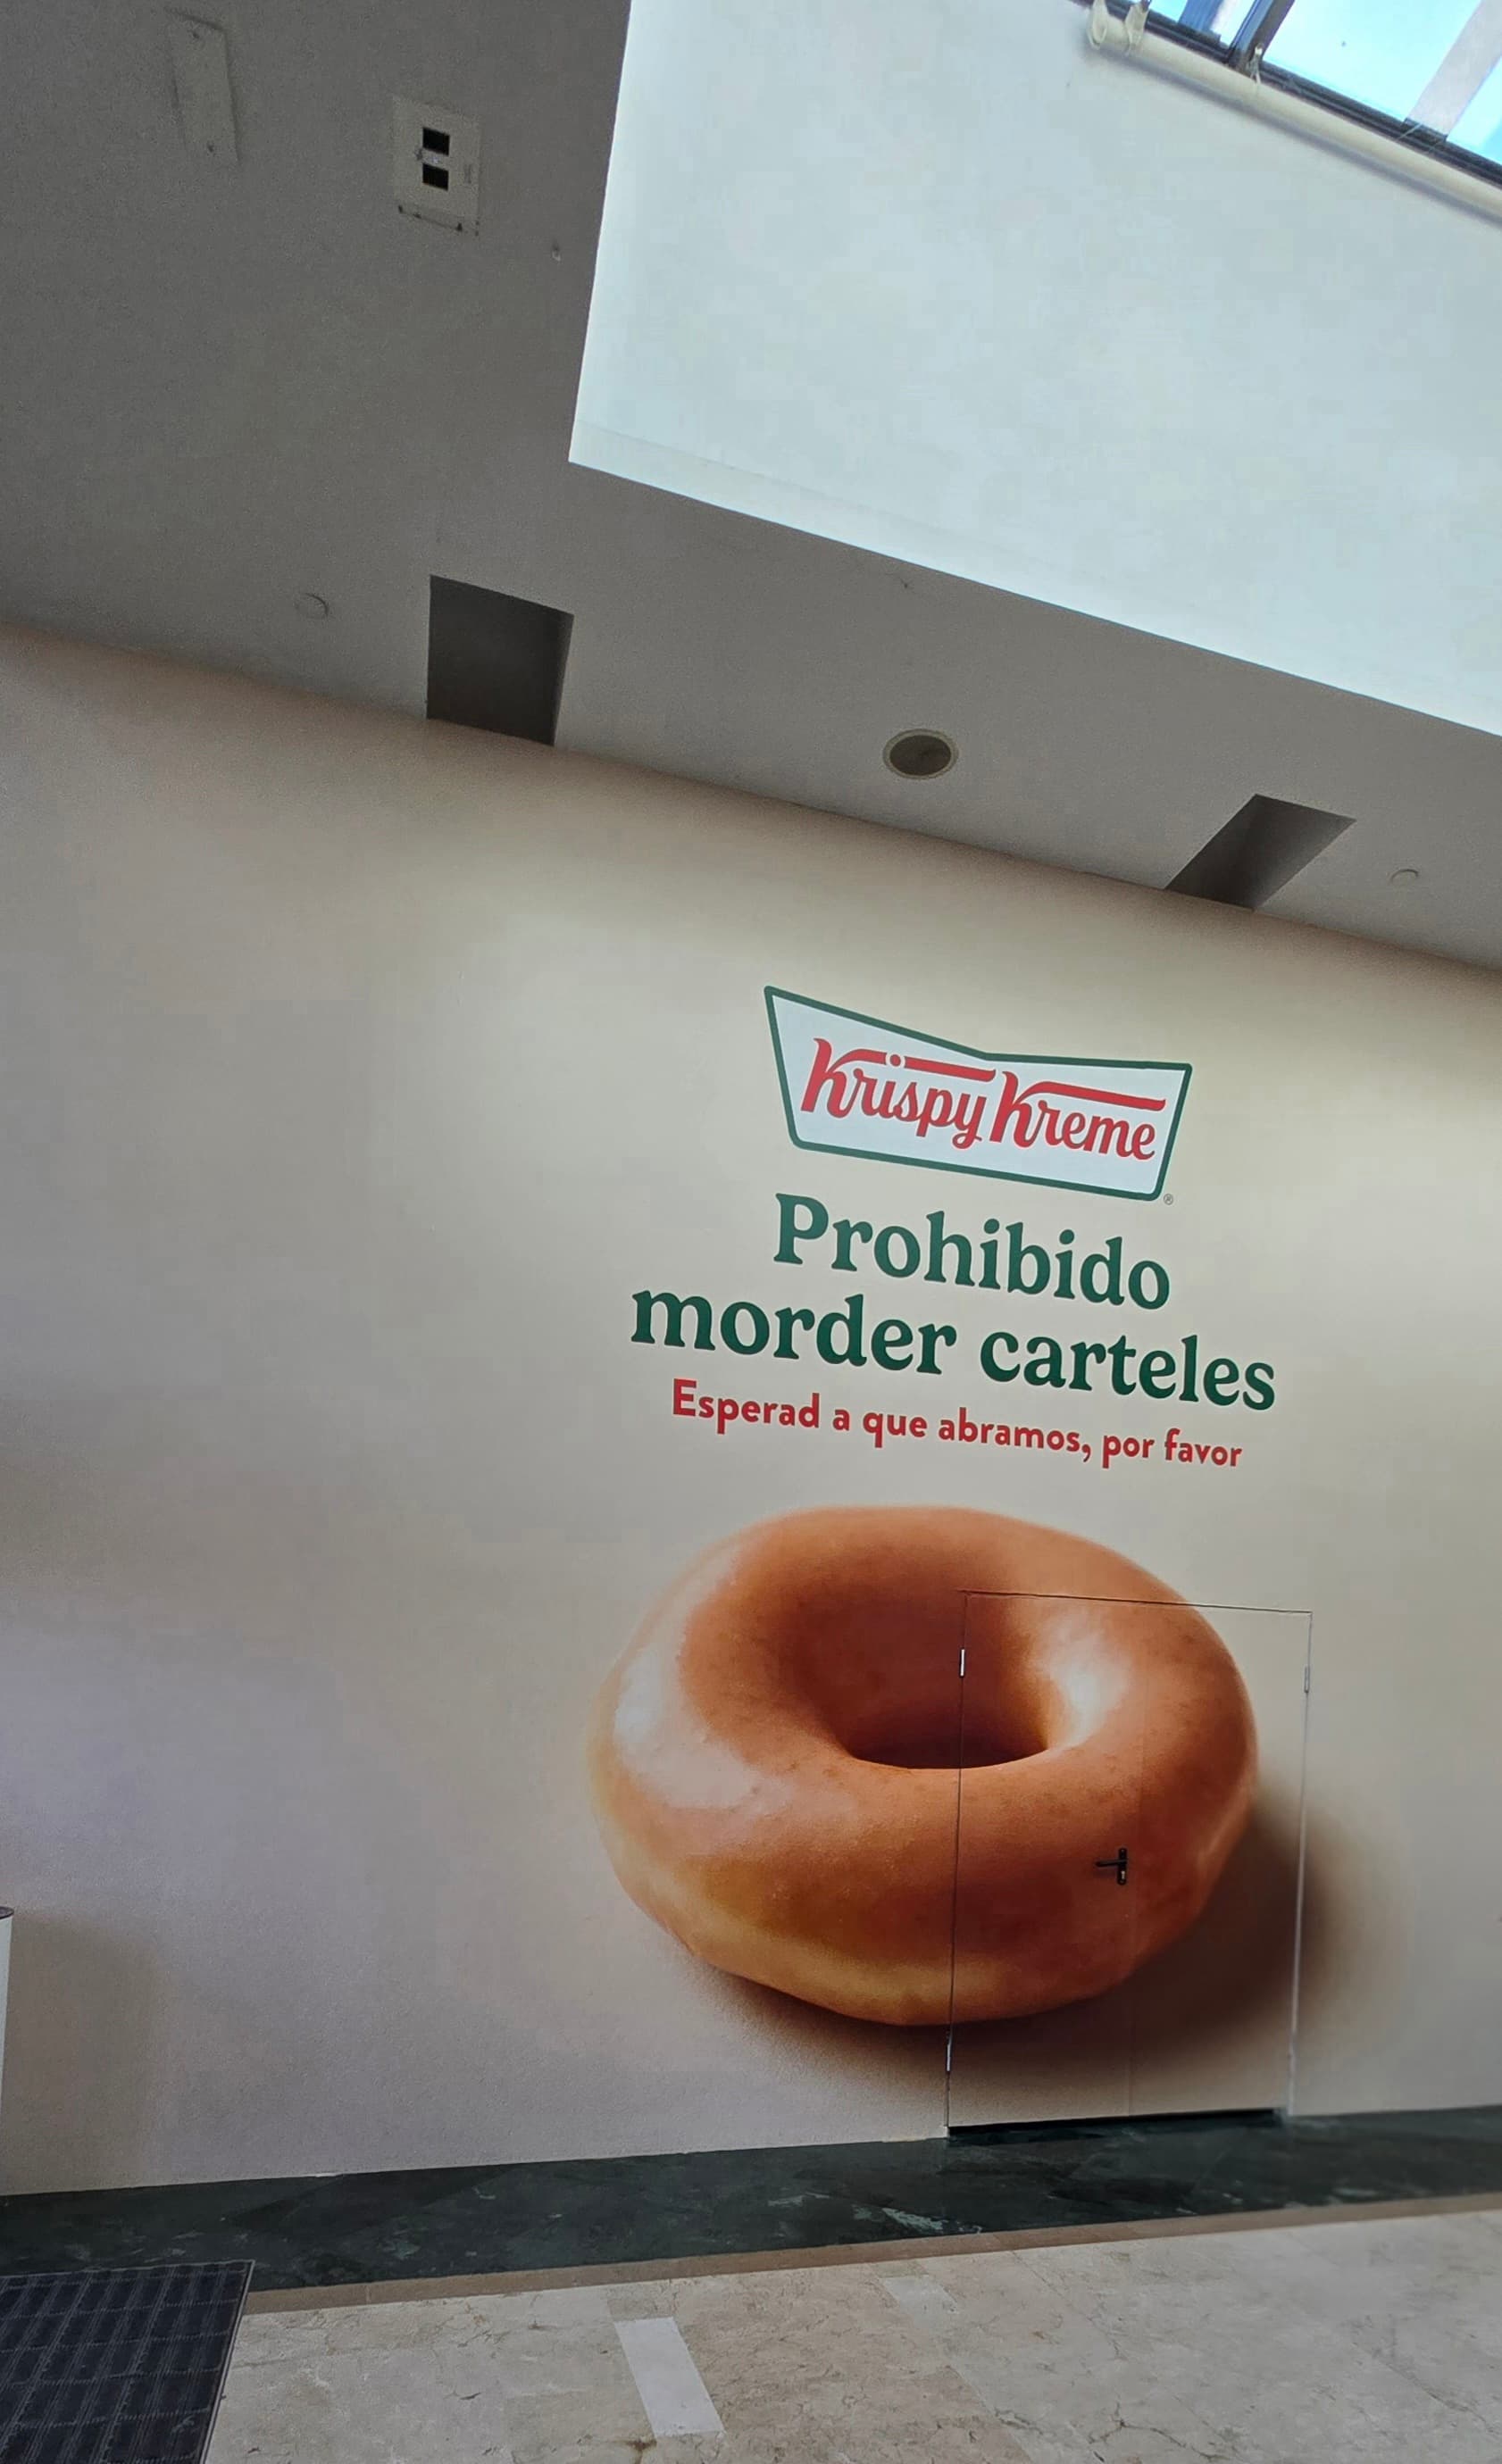 Krispy Kreme
Prohibido
morder carteles
Esperad a que abramos, por favor